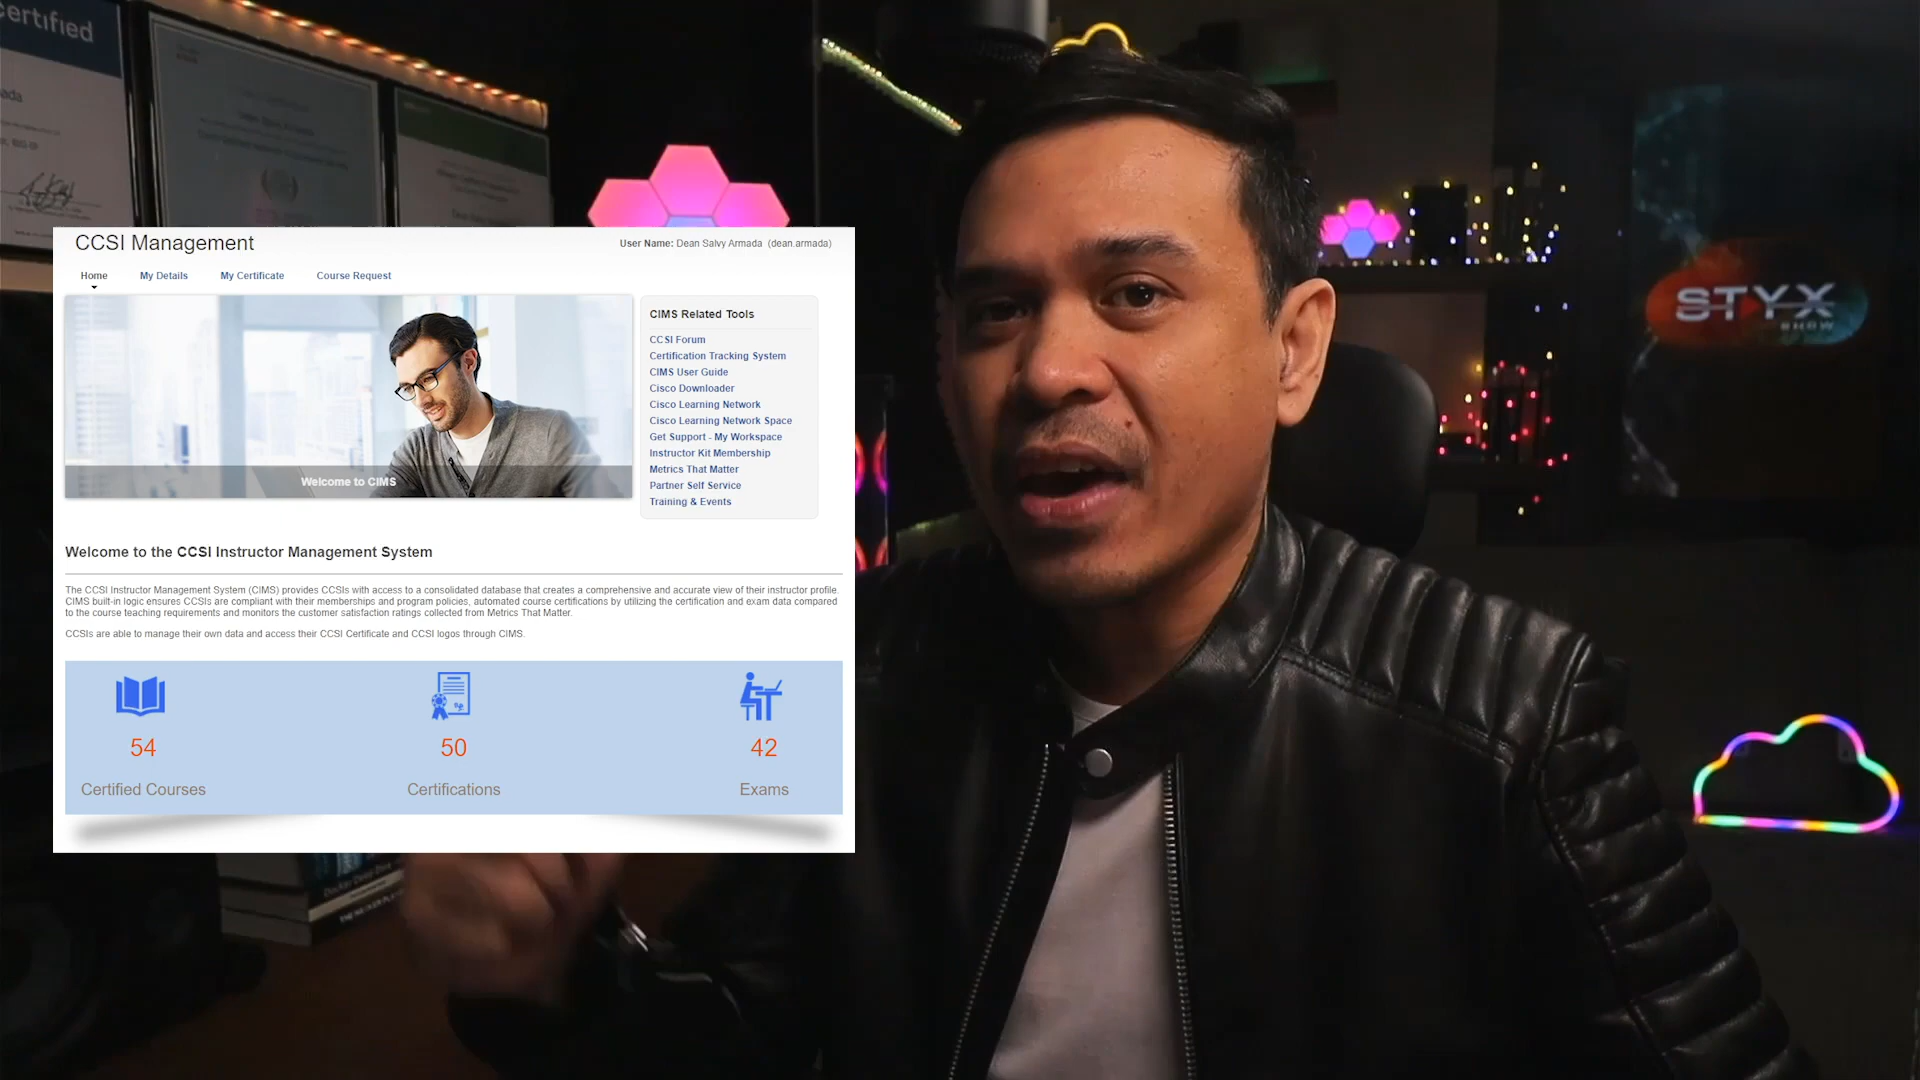 ertified
CCSI Management
User Name: Dean Salvy Armada (dean.armada)
Home
My Details
My Certificate
Course Request
Welcome to CIMS
CIMS Related Tools
CCSI Forum
Certification Tracking System
CIMS User Guide
Cisco Downloader
Cisco Learning Network
Cisco Learning Network Space
Get Support - My Workspace
Instructor Kit Membership
Metrics That Matter
Partner Self Service
Training & Events
Welcome to the CCSI Instructor Management System
The CCSI Instructor Management System (CIMS) provides CCSIs with access to a consolidated database that creates a comprehensive and accurate view of their instructor profile.
CIMS built-in logic ensures CCSIs are compliant with their memberships and program policies, automated course certifications by utilizing the certification and exam data compared
to the course teaching requirements and monitors the customer satisfaction ratings collected from Metrics That Matter.
CCSIs are able to manage their own data and access their CCSI Certificate and CCSI logos through CIMS.
54
50
42
Certified Courses
Certifications
Exams
STYX
SHOW
Docker Deep Dive